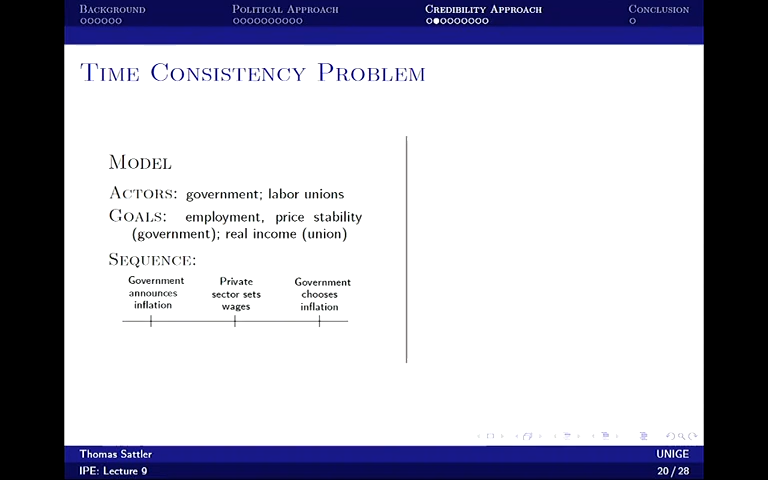 Background Political Approach Credibility Approach Conclusion
Time Consistency Problem
Model
Actors: government; labor unions
Goals: employment, price stability
(government); real income (union)
Sequence:
Government announces inflation
Private sector sets wages
Government chooses inflation
Thomas Sattler UNIGE
IPE: Lecture 9 20 / 28